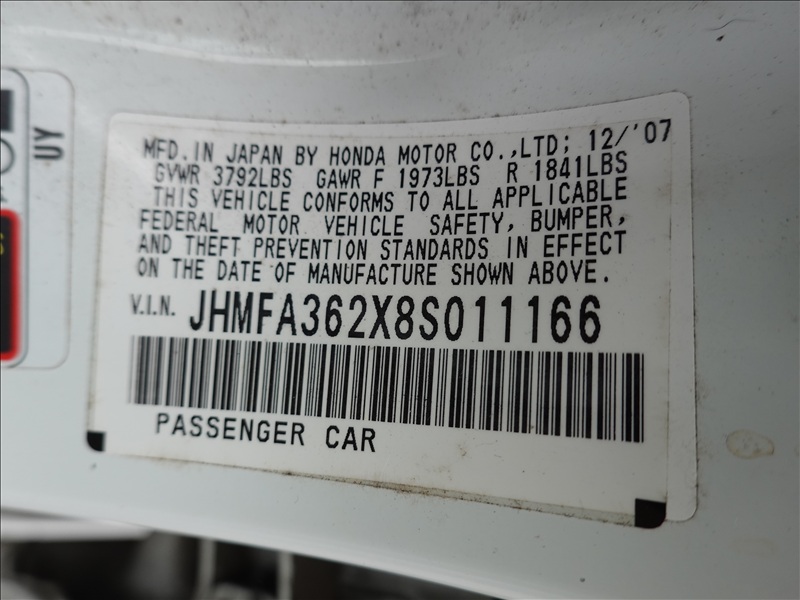 UY
MFD. IN JAPAN BY HONDA MOTOR CO.,LTD; 12/'07
GVWR 3792LBS GAWR F 1973LBS R 1841LBS
THIS VEHICLE CONFORMS TO ALL APPLICABLE
FEDERAL MOTOR VEHICLE SAFETY, BUMPER,
AND THEFT PREVENTION STANDARDS IN EFFECT
ON THE DATE OF MANUFACTURE SHOWN ABOVE.
V.I.N. JHMFA362X8S011166
PASSENGER CAR